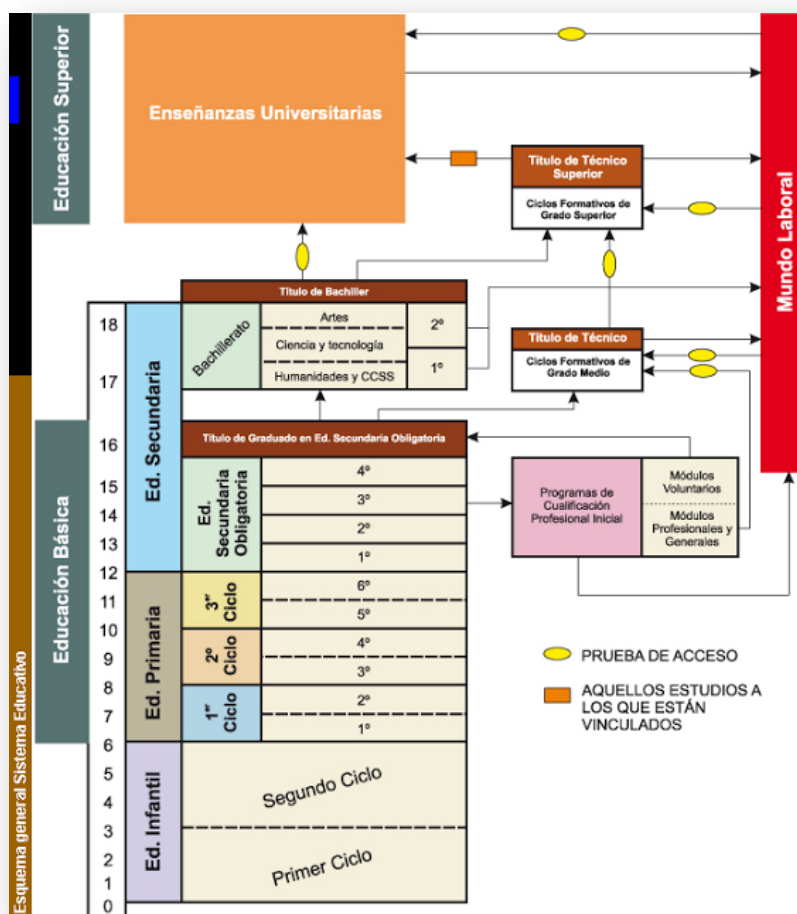 Esquema general Sistema Educativo
Educación Superior
Educación Básica
Enseñanzas Universitarias
Título de Técnico
Superior
Ciclos Formativos de
Grado Superior
Mundo Laboral
Título de Bachiller
Bachillerato
Artes
Ciencia y tecnología
Humanidades y CCSS
2º
1º
Título de Técnico
Ciclos Formativos de
Grado Medio
18
17
16
15
14
13
12
11
10
9
8
7
6
5
4
3
2
1
0
Ed. Secundaria
Ed. Primaria
Ed. Infantil
Título de Graduado en Ed. Secundaria Obligatoria
Ed.
Secundaria
Obligatoria
4º
3º
2º
1º
Programas de
Cualificación
Profesional Inicial
Módulos
Voluntarios
Módulos
Profesionales y
Generales
3er
Ciclo
6º
5º
2º
Ciclo
4º
3º
1er
Ciclo
2º
1º
Segundo Ciclo
Primer Ciclo
PRUEBA DE ACCESO
AQUELLOS ESTUDIOS A
LOS QUE ESTÁN
VINCULADOS